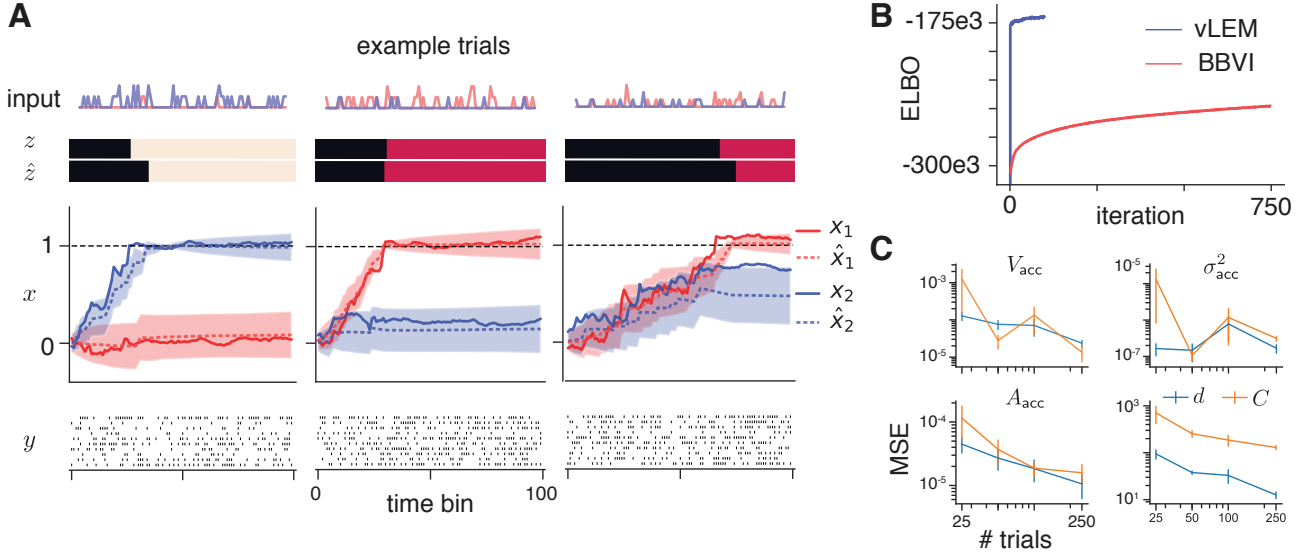 A
example trials
input
z
ẑ
x
1
0
x₁
x̂₁
x₂
x̂₂
y
0
100
time bin
B
-175e3
ELBO
-300e3
vLEM
BBVI
0
iteration
750
C
V_acc
10⁻³
10⁻⁵
σ²_acc
10⁻⁵
10⁻⁷
A_acc
10⁻⁴
10⁻⁵
25
250
d
C
10³
10¹
25
50
100
250
MSE
# trials